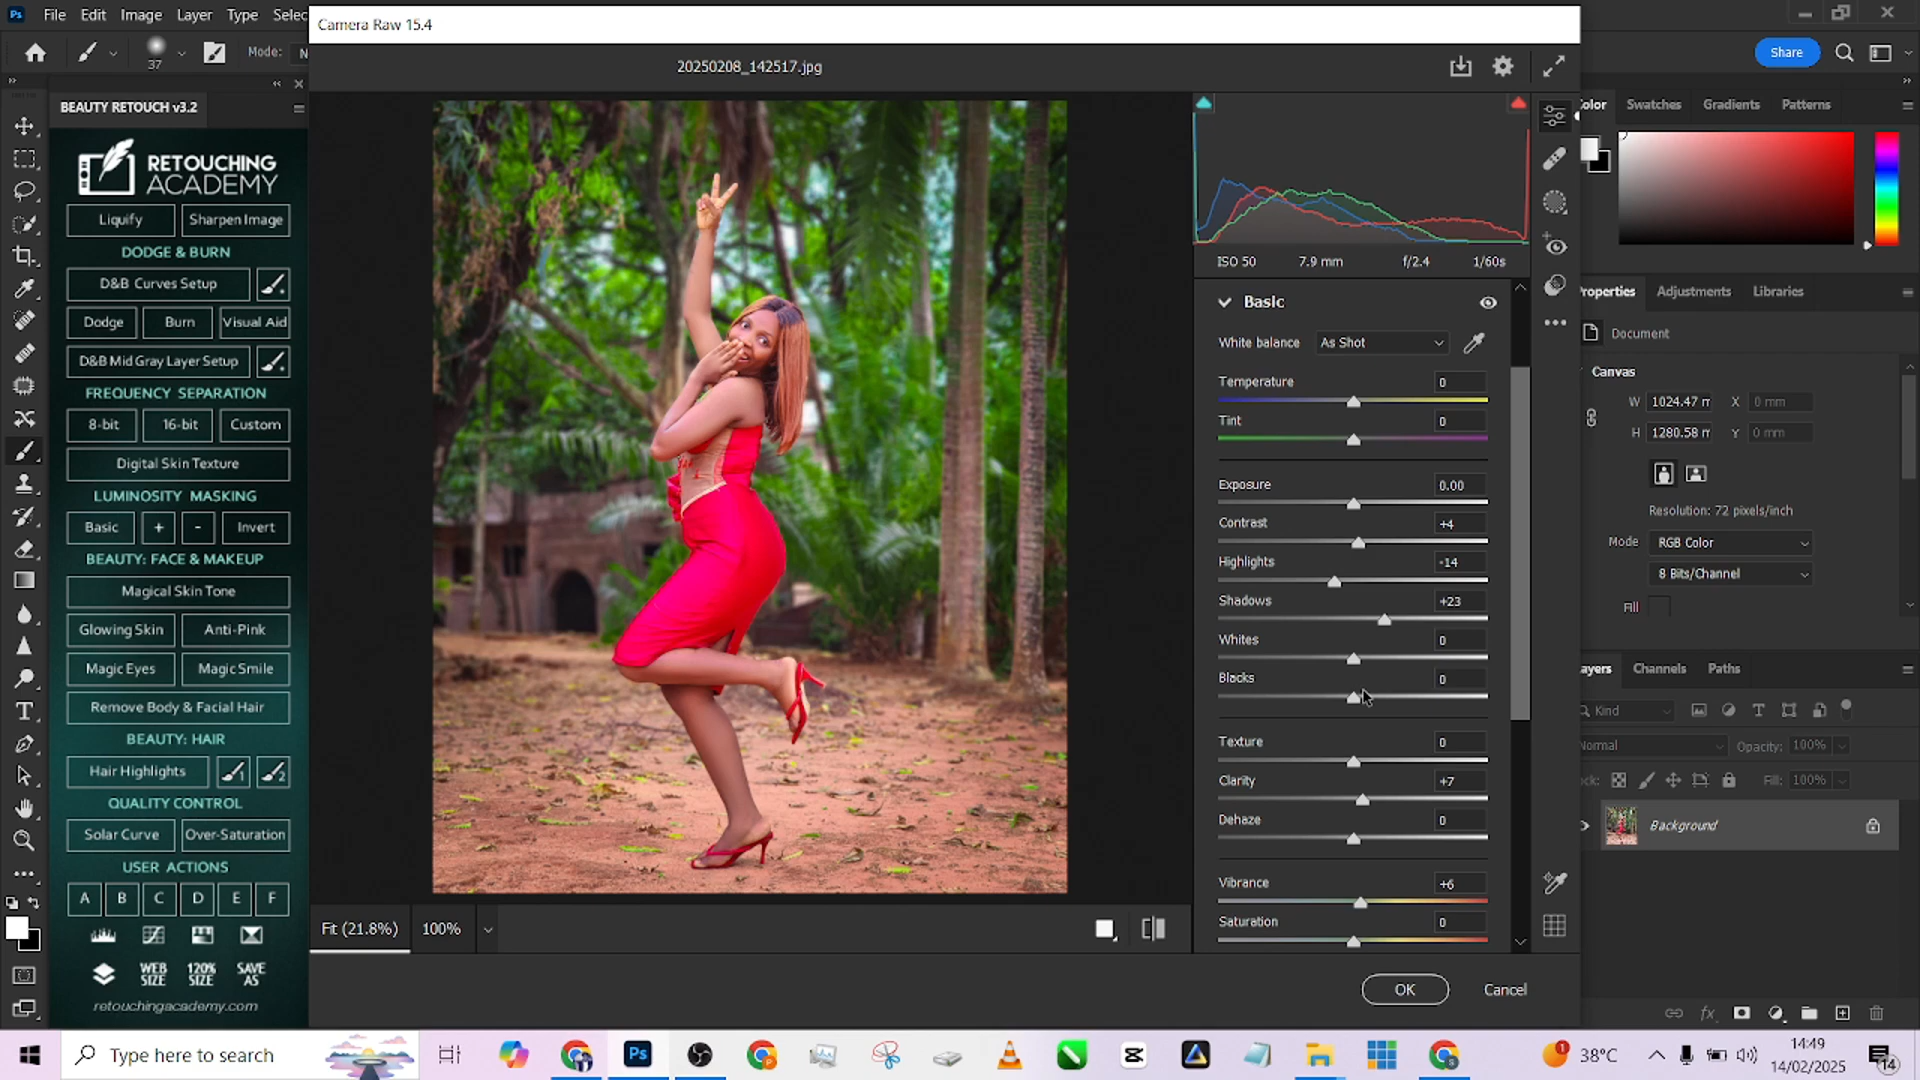 Ps File Edit Image Layer Type Selec
Camera Raw 15.4
37 Mode: N
20250208_142517.jpg
Share
BEAUTY RETOUCH v3.2
RETOUCHING
ACADEMY
Liquify Sharpen Image
DODGE & BURN
D&B Curves Setup
Dodge Burn Visual Aid
D&B Mid Gray Layer Setup
FREQUENCY SEPARATION
8-bit 16-bit Custom
Digital Skin Texture
LUMINOSITY MASKING
Basic + - Invert
BEAUTY: FACE & MAKEUP
Magical Skin Tone
Glowing Skin Anti-Pink
Magic Eyes Magic Smile
Remove Body & Facial Hair
BEAUTY: HAIR
Hair Highlights 1 2
QUALITY CONTROL
Solar Curve Over-Saturation
USER ACTIONS
A B C D E F
WEB SIZE 120% SIZE SAVE AS
retouchingacademy.com
Fit (21.8%) 100%
ISO 50 7.9 mm f/2.4 1/60s
Basic
White balance As Shot
Temperature 0
Tint 0
Exposure 0.00
Contrast +4
Highlights -14
Shadows +23
Whites 0
Blacks 0
Texture 0
Clarity +7
Dehaze 0
Vibrance +6
Saturation 0
OK Cancel
olor Swatches Gradients Patterns
Properties Adjustments Libraries
Document
Canvas
W 1024.47 m X 0 mm
H 1280.58 m Y 0 mm
Resolution: 72 pixels/inch
Mode RGB Color
8 Bits/Channel
Fill
ayers Channels Paths
Kind
Normal Opacity: 100%
ock: Fill: 100%
Background
Type here to search
Ps
1 38°C
14:49
14/02/2025
14